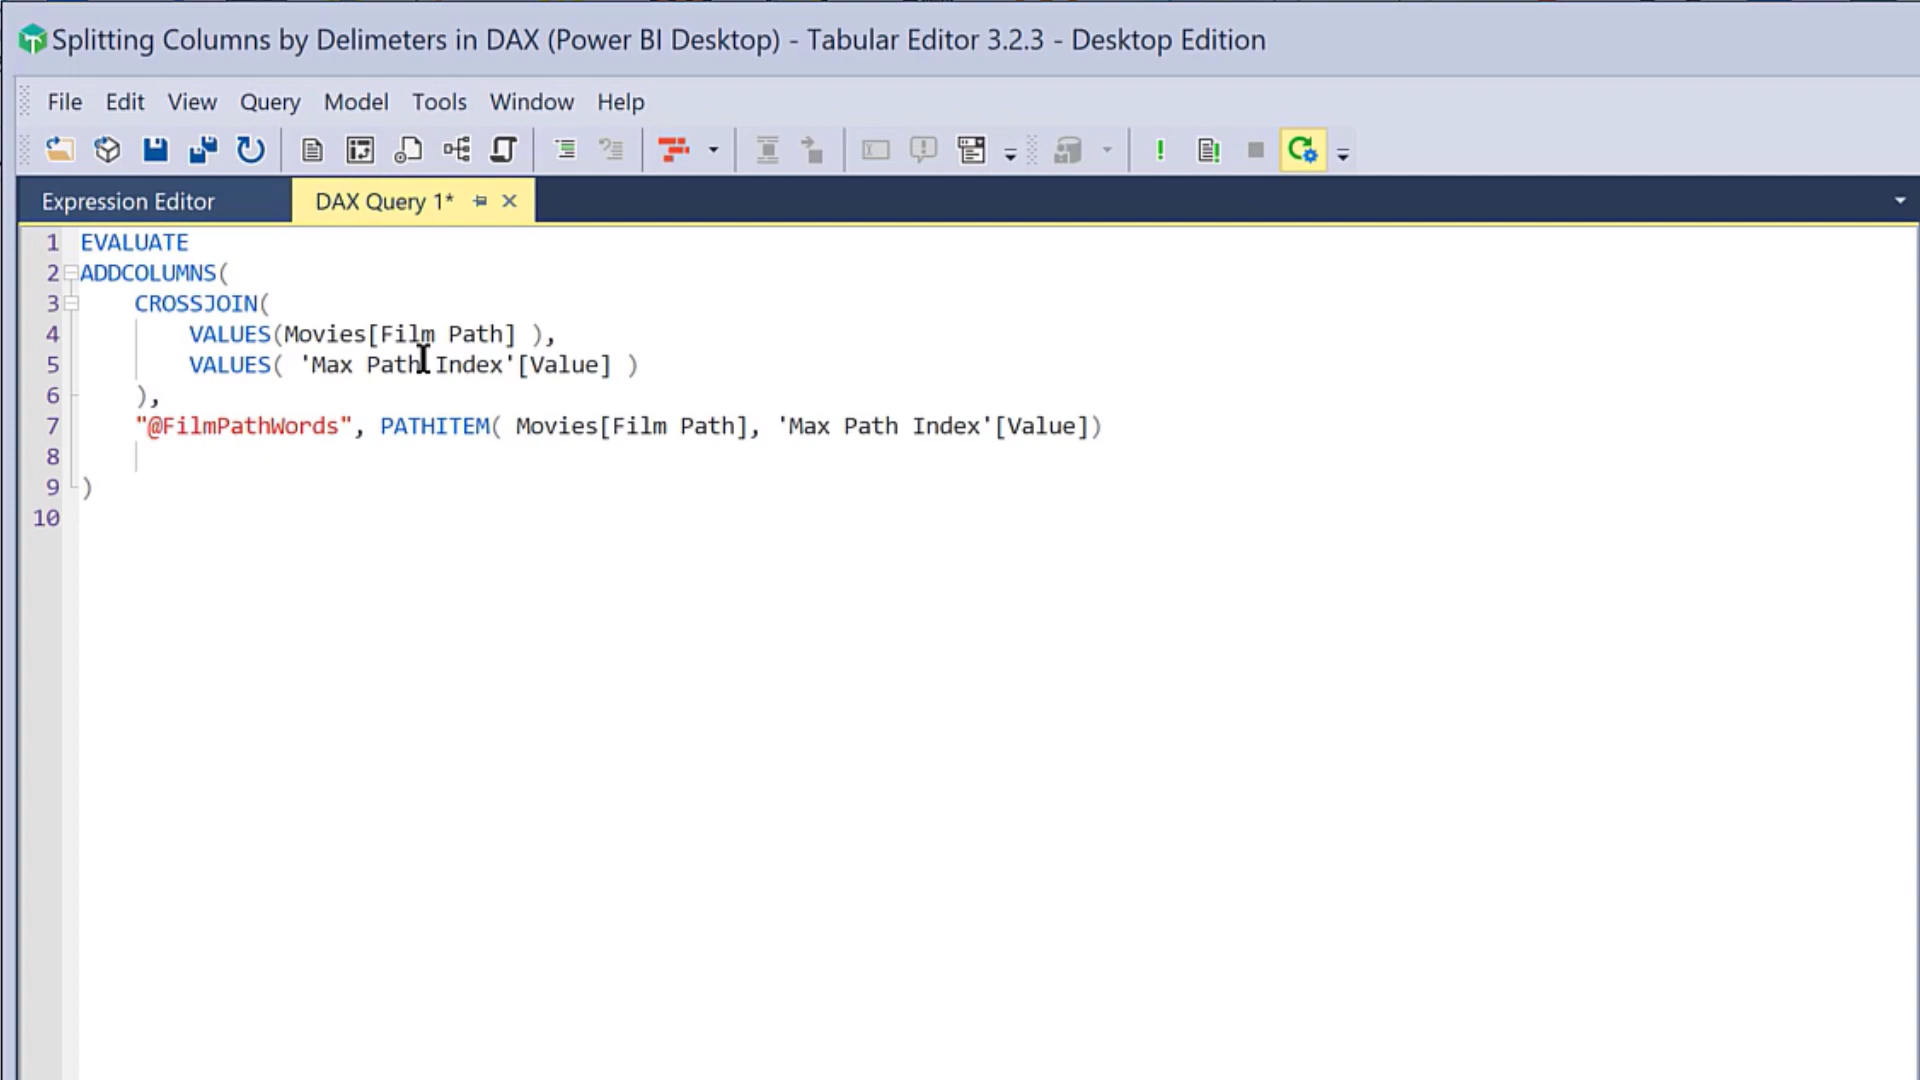 Splitting Columns by Delimeters in DAX (Power BI Desktop) - Tabular Editor 3.2.3 - Desktop Edition
File Edit View Query Model Tools Window Help
Expression Editor DAX Query 1*
1 EVALUATE
2 ADDCOLUMNS(
3 CROSSJOIN(
4 VALUES(Movies[Film Path] ),
5 VALUES( 'Max Path Index'[Value] )
6 ),
7 "@FilmPathWords", PATHITEM( Movies[Film Path], 'Max Path Index'[Value])
8
9 )
10